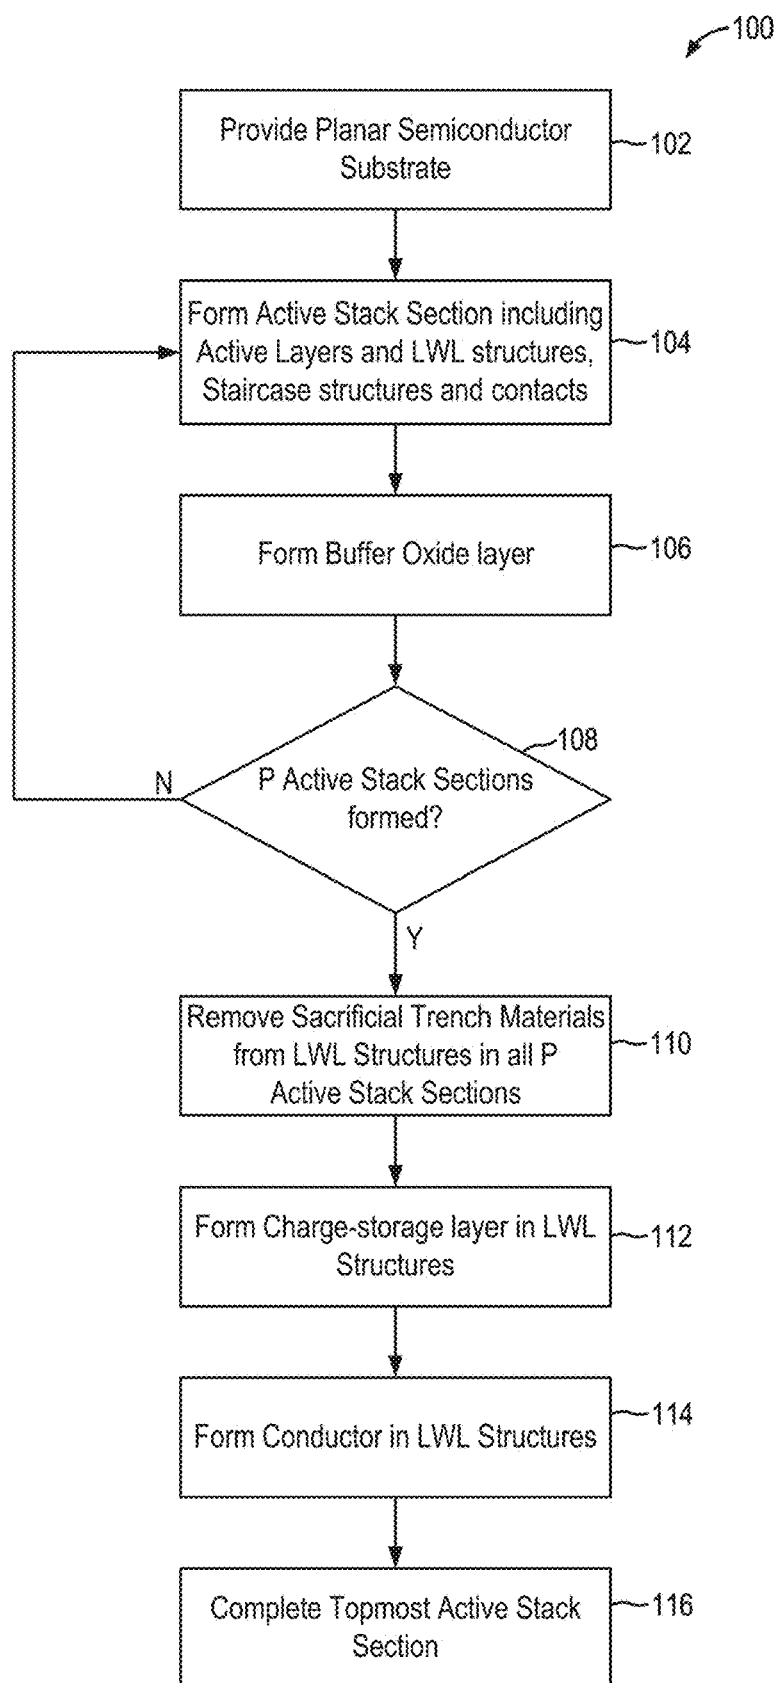 100
Provide Planar Semiconductor
Substrate
102
Form Active Stack Section including
Active Layers and LWL structures,
Staircase structures and contacts
104
Form Buffer Oxide layer
106
108
P Active Stack Sections
formed?
N
Y
Remove Sacrificial Trench Materials
from LWL Structures in all P
Active Stack Sections
110
Form Charge-storage layer in LWL
Structures
112
Form Conductor in LWL Structures
114
Complete Topmost Active Stack
Section
116